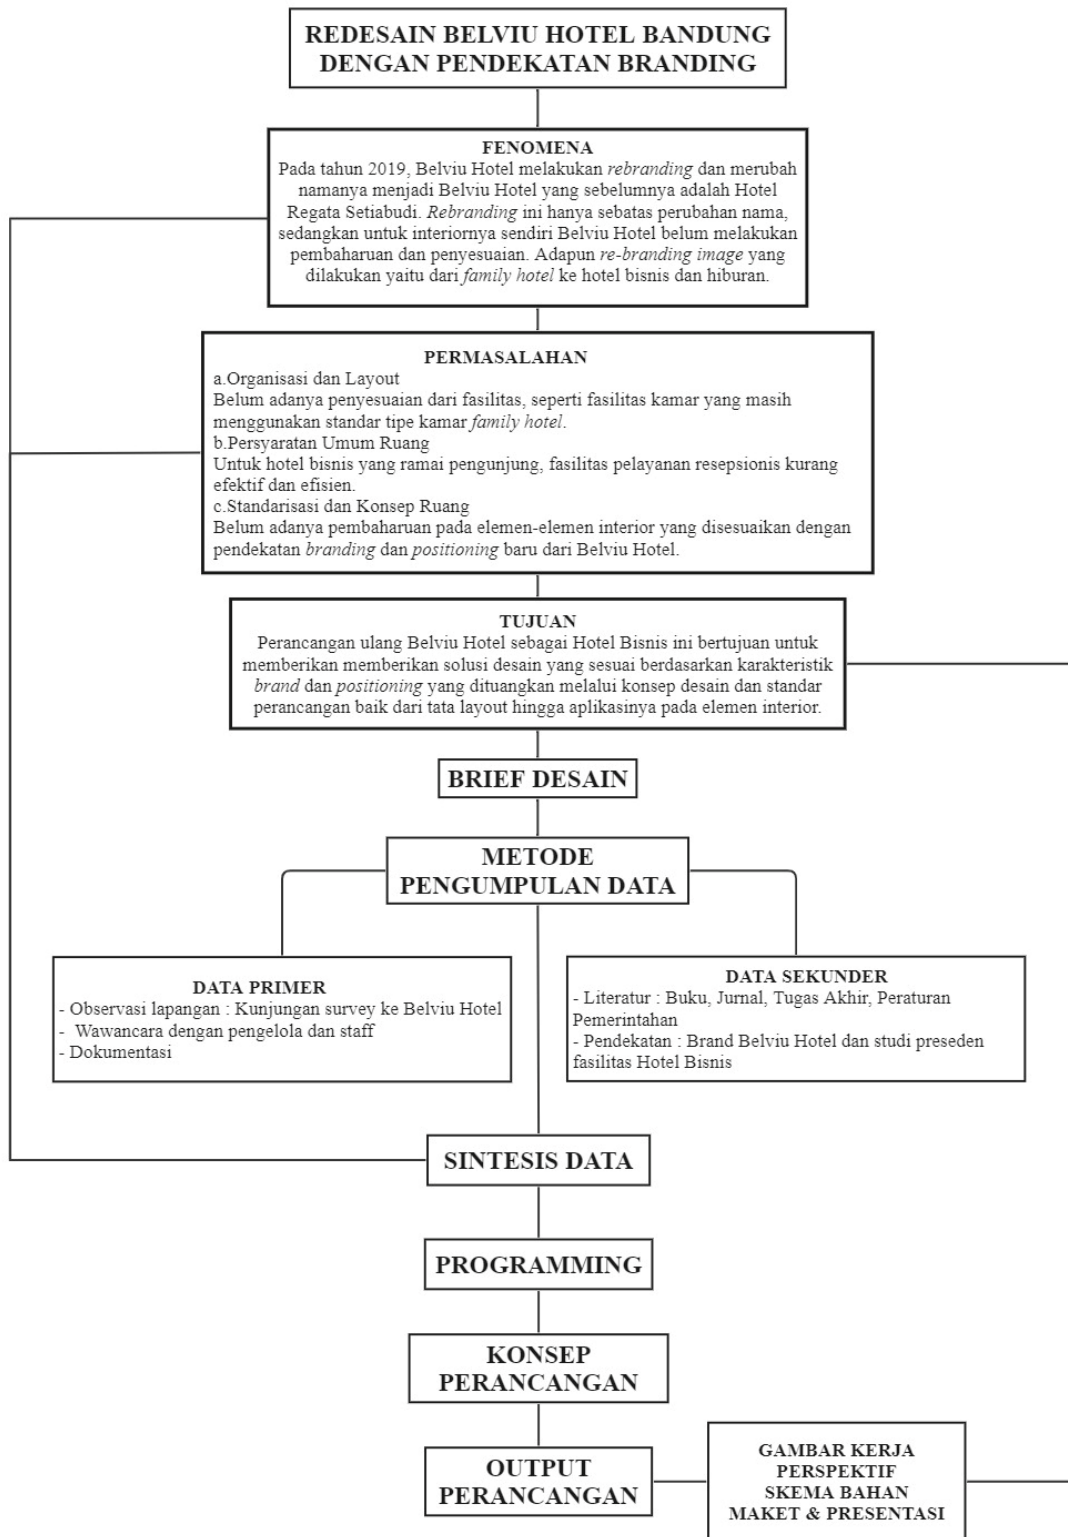 REDESAIN BELVIU HOTEL BANDUNG
DENGAN PENDEKATAN BRANDING
FENOMENA
Pada tahun 2019, Belviu Hotel melakukan rebranding dan merubah
namanya menjadi Belviu Hotel yang sebelumnya adalah Hotel
Regata Setiabudi. Rebranding ini hanya sebatas perubahan nama,
sedangkan untuk interiornya sendiri Belviu Hotel belum melakukan
pembaharuan dan penyesuaian. Adapun re-branding image yang
dilakukan yaitu dari family hotel ke hotel bisnis dan hiburan.
PERMASALAHAN
a.Organisasi dan Layout
Belum adanya penyesuaian dari fasilitas, seperti fasilitas kamar yang masih
menggunakan standar tipe kamar family hotel.
b.Persyaratan Umum Ruang
Untuk hotel bisnis yang ramai pengunjung, fasilitas pelayanan resepsionis kurang
efektif dan efisien.
c.Standarisasi dan Konsep Ruang
Belum adanya pembaharuan pada elemen-elemen interior yang disesuaikan dengan
pendekatan branding dan positioning baru dari Belviu Hotel.
TUJUAN
Perancangan ulang Belviu Hotel sebagai Hotel Bisnis ini bertujuan untuk
memberikan memberikan solusi desain yang sesuai berdasarkan karakteristik
brand dan positioning yang dituangkan melalui konsep desain dan standar
perancangan baik dari tata layout hingga aplikasinya pada elemen interior.
BRIEF DESAIN
METODE
PENGUMPULAN DATA
DATA PRIMER
- Observasi lapangan : Kunjungan survey ke Belviu Hotel
- Wawancara dengan pengelola dan staff
- Dokumentasi
DATA SEKUNDER
- Literatur : Buku, Jurnal, Tugas Akhir, Peraturan
Pemerintahan
- Pendekatan : Brand Belviu Hotel dan studi preseden
fasilitas Hotel Bisnis
SINTESIS DATA
PROGRAMMING
KONSEP
PERANCANGAN
OUTPUT
PERANCANGAN
GAMBAR KERJA
PERSPEKTIF
SKEMA BAHAN
MAKET & PRESENTASI